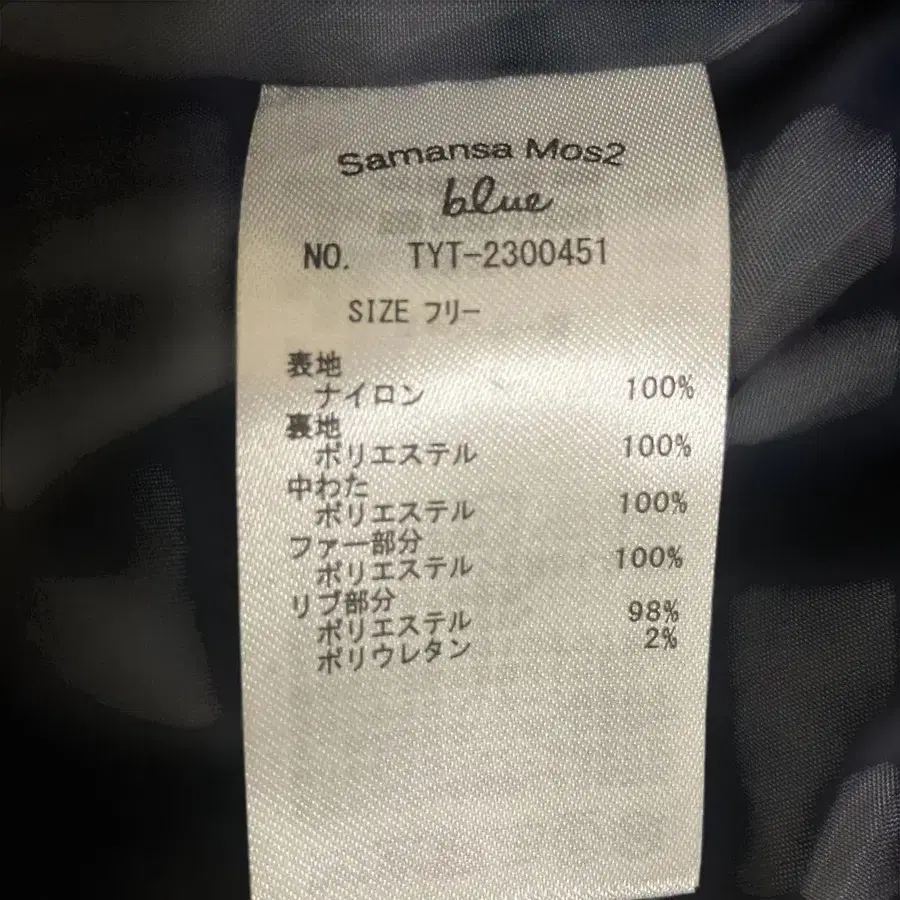 Samansa Mos2
blue
NO. TYT-2300451
SIZE フリー
表地
ナイロン 100%
裏地
ポリエステル 100%
中わた
ポリエステル 100%
ファー部分
ポリエステル 100%
リブ部分
ポリエステル 98%
ポリウレタン 2%